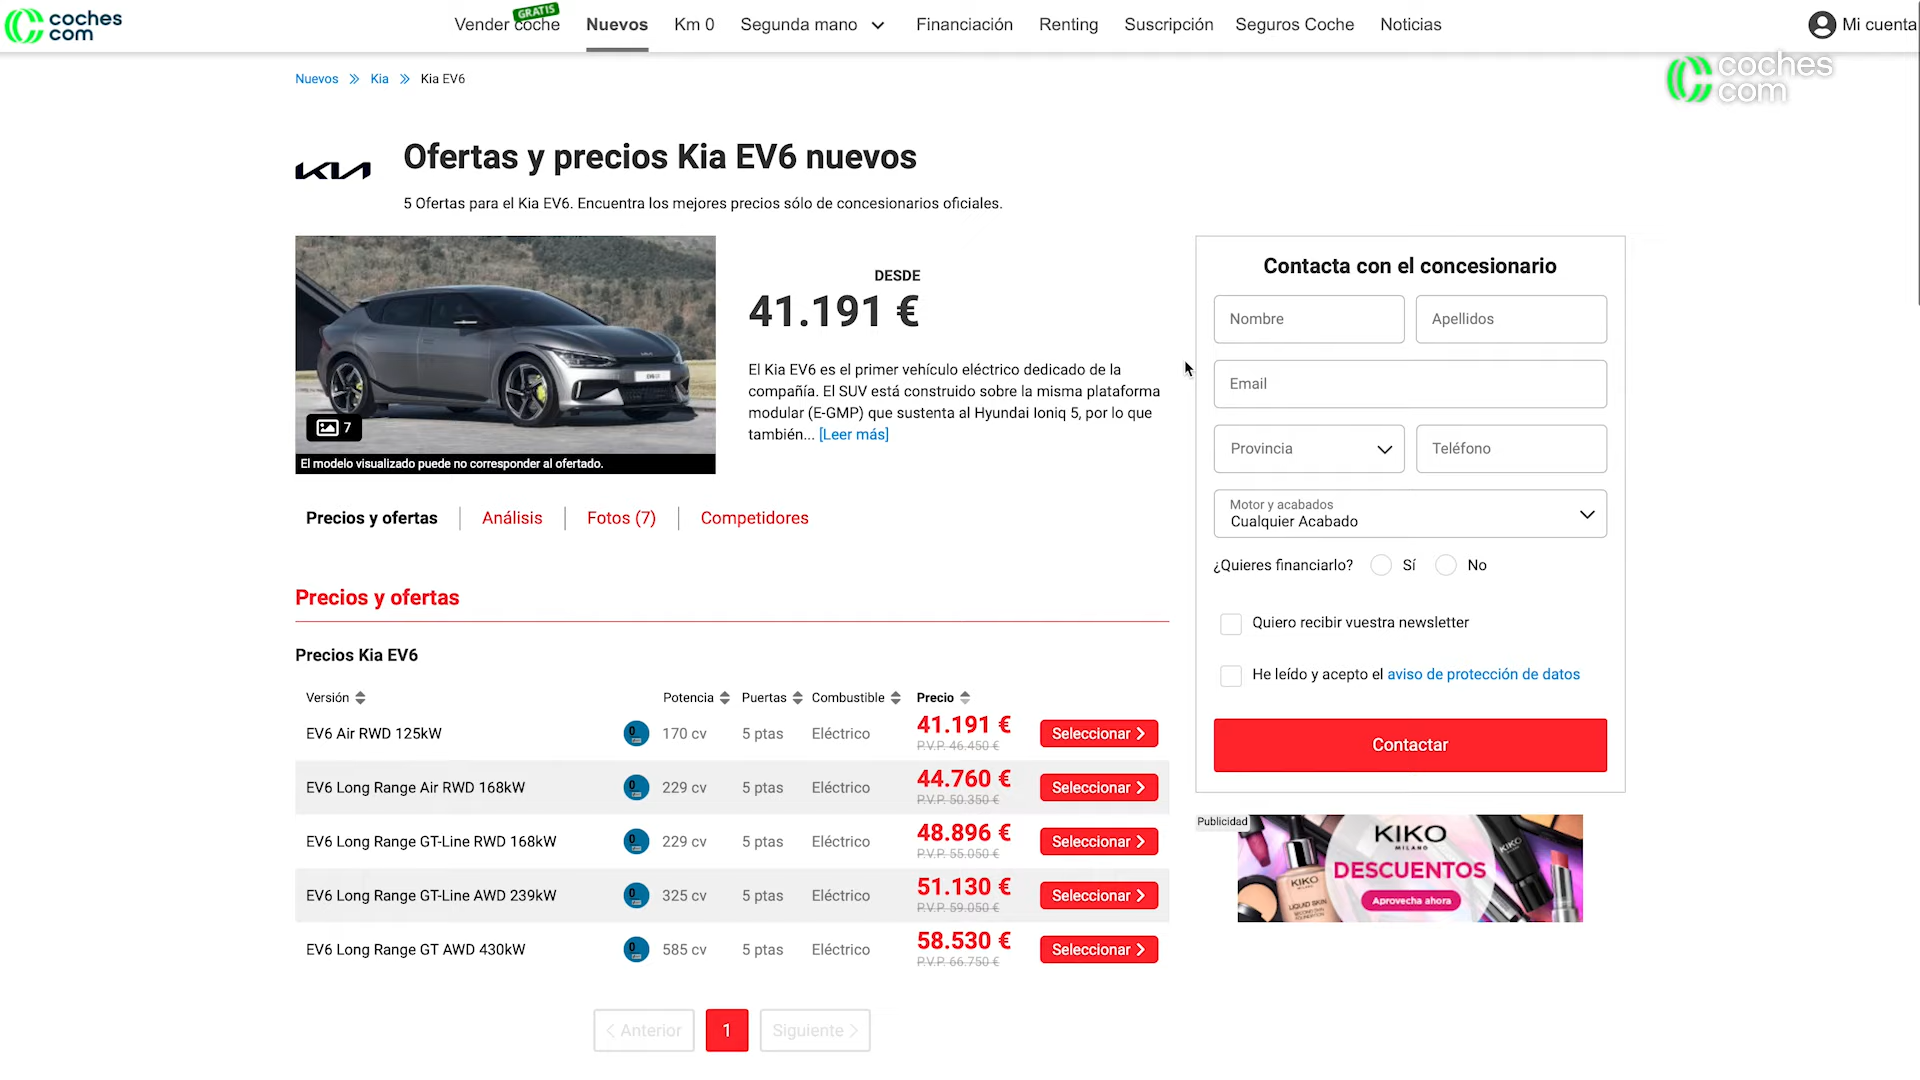 coches
com
Vender coche
GRATIS
Nuevos
Km 0
Segunda mano
Financiación
Renting
Suscripción
Seguros Coche
Noticias
Mi cuenta
coches
com
Nuevos
Kia
Kia EV6
KIA
Ofertas y precios Kia EV6 nuevos
5 Ofertas para el Kia EV6. Encuentra los mejores precios sólo de concesionarios oficiales.
7
El modelo visualizado puede no corresponder al ofertado.
DESDE
41.191 €
El Kia EV6 es el primer vehículo eléctrico dedicado de la
compañía. El SUV está construido sobre la misma plataforma
modular (E-GMP) que sustenta al Hyundai Ioniq 5, por lo que
también... [Leer más]
Precios y ofertas
Análisis
Fotos (7)
Competidores
Precios y ofertas
Precios Kia EV6
Versión Potencia Puertas Combustible Precio
EV6 Air RWD 125kW 0 170 cv 5 ptas Eléctrico 41.191 € Seleccionar
P.V.P. 46.450 €
EV6 Long Range Air RWD 168kW 0 229 cv 5 ptas Eléctrico 44.760 € Seleccionar
P.V.P. 50.350 €
EV6 Long Range GT-Line RWD 168kW 0 229 cv 5 ptas Eléctrico 48.896 € Seleccionar
P.V.P. 55.050 €
EV6 Long Range GT-Line AWD 239kW 0 325 cv 5 ptas Eléctrico 51.130 € Seleccionar
P.V.P. 59.050 €
EV6 Long Range GT AWD 430kW 0 585 cv 5 ptas Eléctrico 58.530 € Seleccionar
P.V.P. 66.750 €
Anterior
1
Siguiente
Contacta con el concesionario
Nombre
Apellidos
Email
Provincia
Teléfono
Motor y acabados
Cualquier Acabado
¿Quieres financiarlo? Sí No
Quiero recibir vuestra newsletter
He leído y acepto el aviso de protección de datos
Contactar
Publicidad
KIKO
MILANO
DESCUENTOS
Aprovecha ahora
KIKO
LIQUID SKIN
KIKO